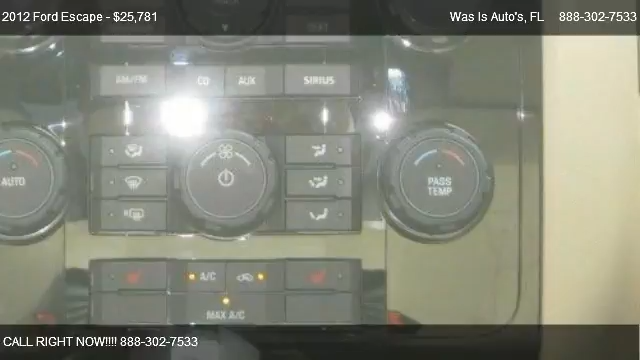 2012 Ford Escape - $25,781
Was Is Auto's, FL 888-302-7533
AM/FM CD AUX SIRIUS
AUTO
PASS
TEMP
A/C
MAX A/C
CALL RIGHT NOW!!!! 888-302-7533